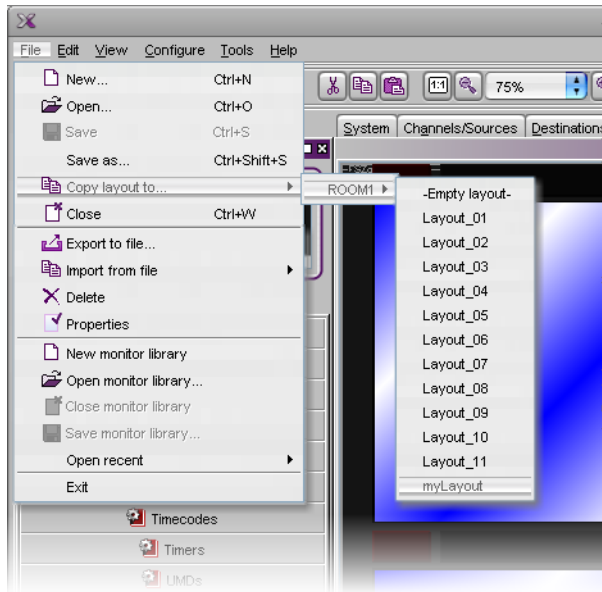 File Edit View Configure Tools Help
New... Ctrl+N
Open... Ctrl+O
Save Ctrl+S
Save as... Ctrl+Shift+S
Copy layout to...
Close Ctrl+W
Export to file...
Import from file
Delete
Properties
New monitor library
Open monitor library...
Close monitor library
Save monitor library...
Open recent
Exit
1:1 75%
System Channels/Sources Destinations
ROOM1
-Empty layout-
Layout_01
Layout_02
Layout_03
Layout_04
Layout_05
Layout_06
Layout_07
Layout_08
Layout_09
Layout_10
Layout_11
myLayout
Timecodes
Timers
UMDs